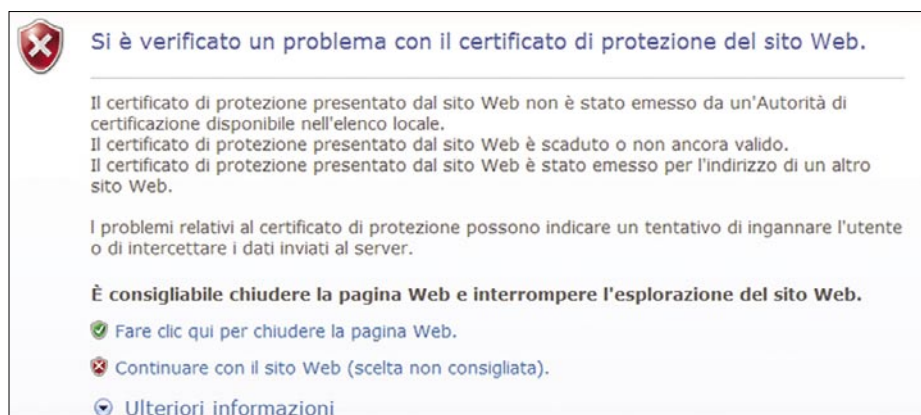 Si è verificato un problema con il certificato di protezione del sito Web.
Il certificato di protezione presentato dal sito Web non è stato emesso da un'Autorità di
certificazione disponibile nell'elenco locale.
Il certificato di protezione presentato dal sito Web è scaduto o non ancora valido.
Il certificato di protezione presentato dal sito Web è stato emesso per l'indirizzo di un altro
sito Web.
I problemi relativi al certificato di protezione possono indicare un tentativo di ingannare l'utente
o di intercettare i dati inviati al server.
È consigliabile chiudere la pagina Web e interrompere l'esplorazione del sito Web.
Fare clic qui per chiudere la pagina Web.
Continuare con il sito Web (scelta non consigliata).
Ulteriori informazioni